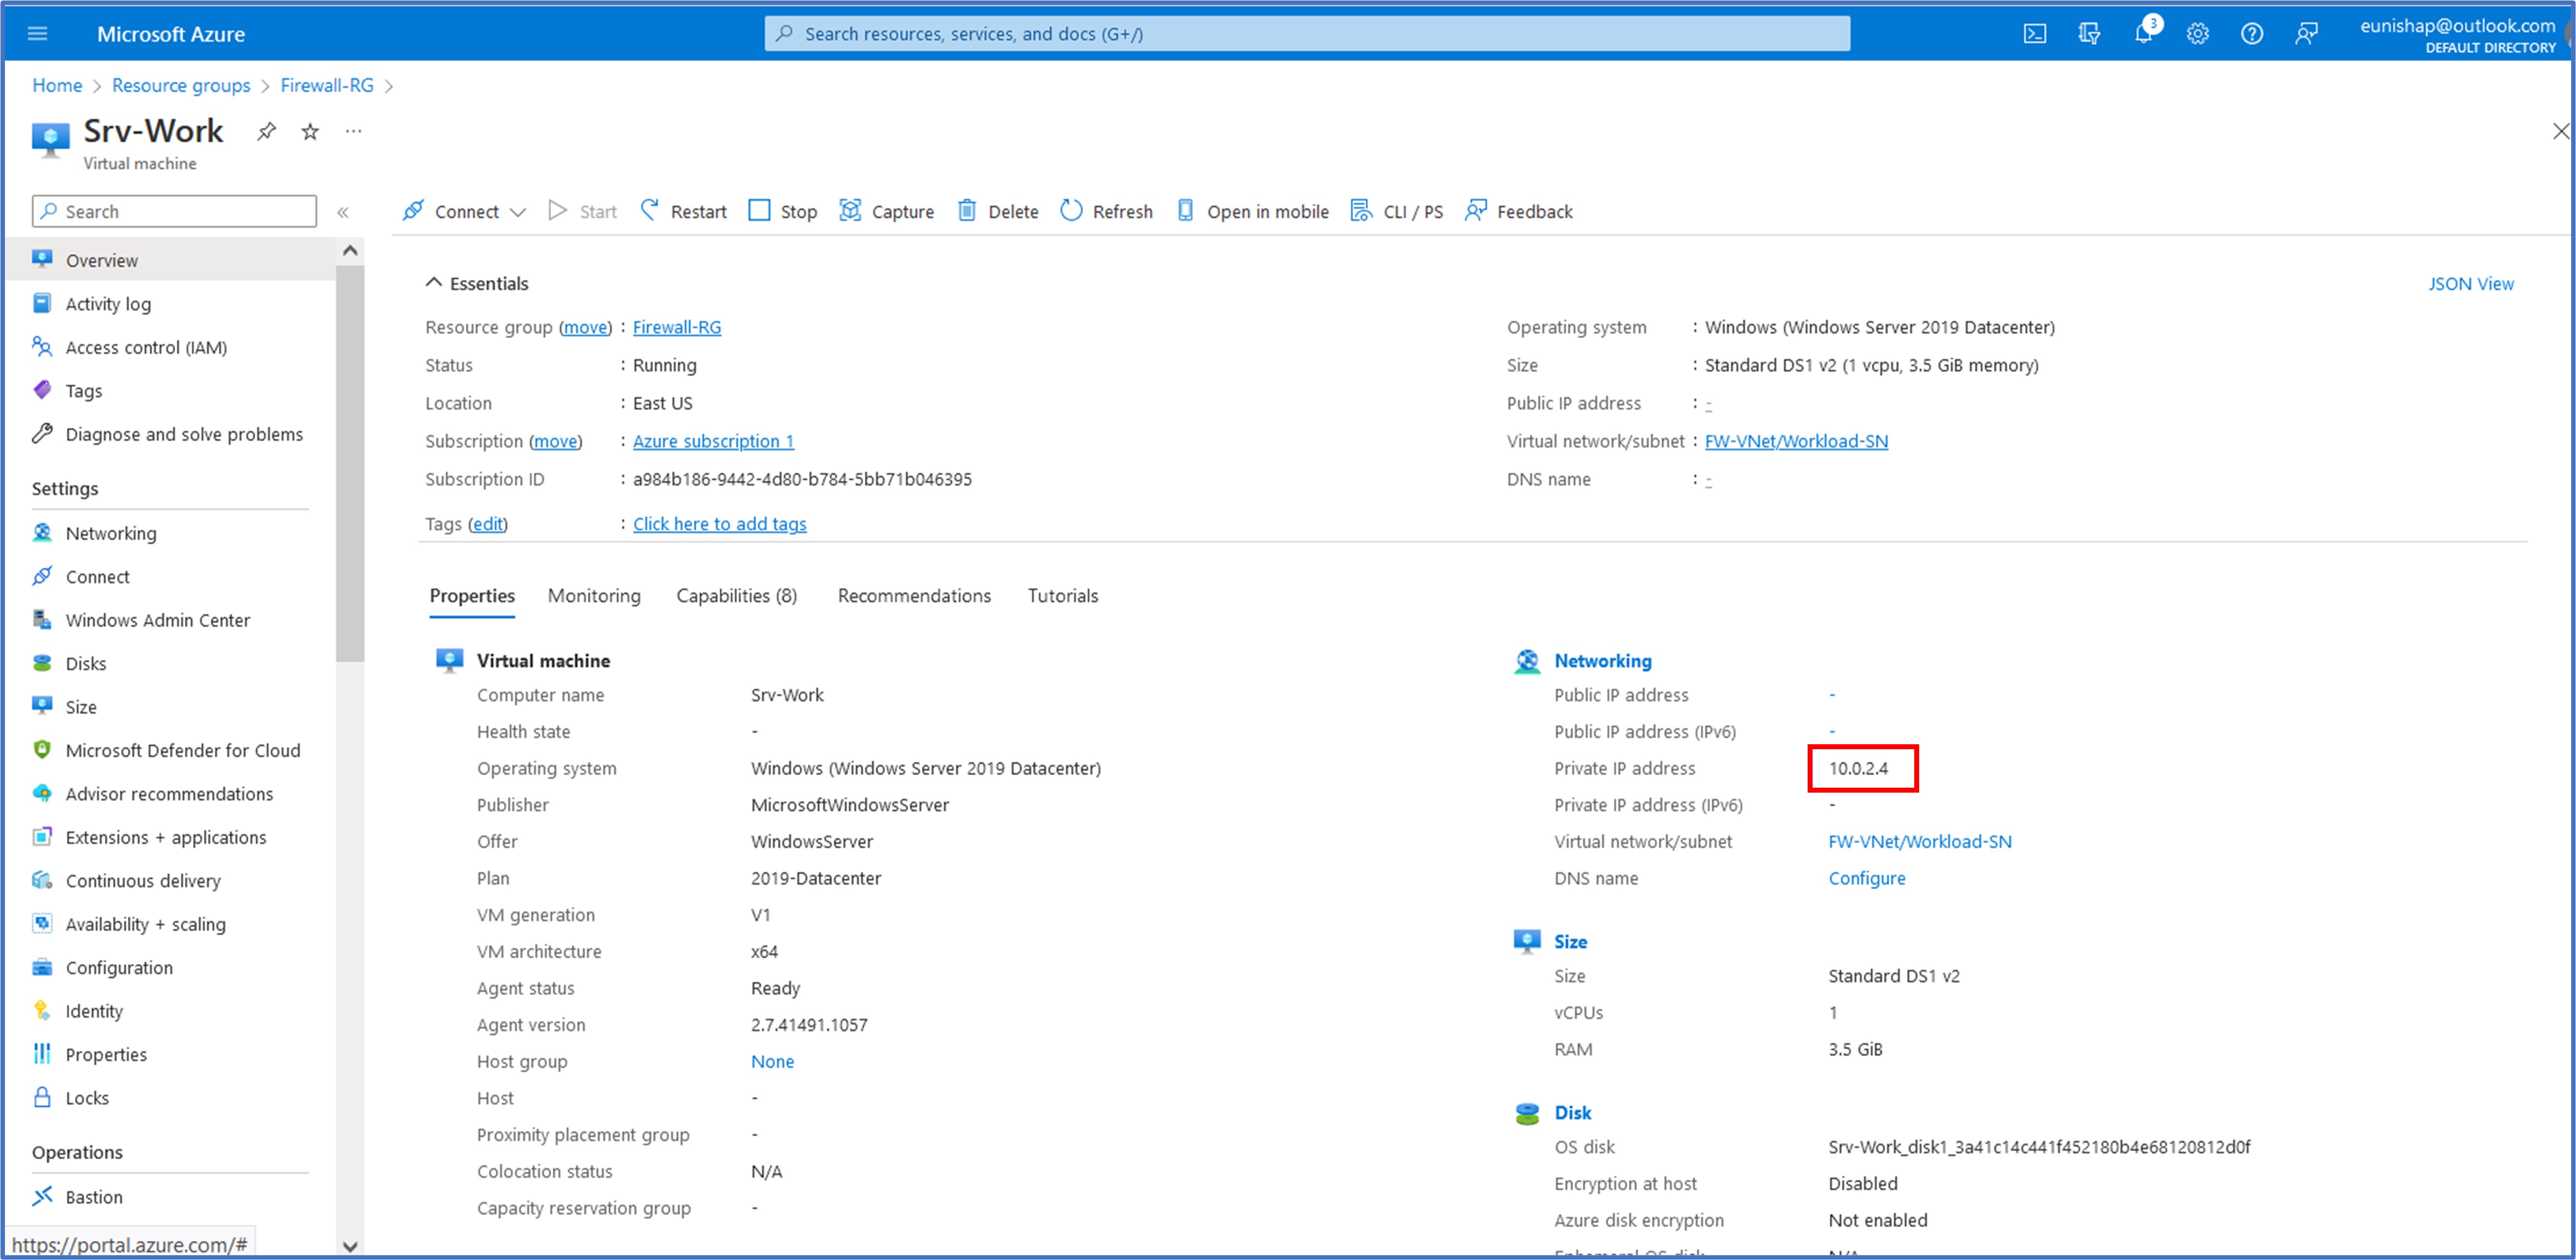 Microsoft Azure
Search resources, services, and docs (G+/)
3
eunishap@outlook.com
DEFAULT DIRECTORY
Home > Resource groups > Firewall-RG >
Srv-Work
Virtual machine
Search
«
Connect
Start
Restart
Stop
Capture
Delete
Refresh
Open in mobile
CLI / PS
Feedback
Overview
Activity log
Access control (IAM)
Tags
Diagnose and solve problems
Settings
Networking
Connect
Windows Admin Center
Disks
Size
Microsoft Defender for Cloud
Advisor recommendations
Extensions + applications
Continuous delivery
Availability + scaling
Configuration
Identity
Properties
Locks
Operations
Bastion
https://portal.azure.com/#
Essentials
JSON View
Resource group (move) : Firewall-RG
Status : Running
Location : East US
Subscription (move) : Azure subscription 1
Subscription ID : a984b186-9442-4d80-b784-5bb71b046395
Tags (edit) : Click here to add tags
Operating system : Windows (Windows Server 2019 Datacenter)
Size : Standard DS1 v2 (1 vcpu, 3.5 GiB memory)
Public IP address : -
Virtual network/subnet : FW-VNet/Workload-SN
DNS name : -
Properties
Monitoring
Capabilities (8)
Recommendations
Tutorials
Virtual machine
Computer name Srv-Work
Health state -
Operating system Windows (Windows Server 2019 Datacenter)
Publisher MicrosoftWindowsServer
Offer WindowsServer
Plan 2019-Datacenter
VM generation V1
VM architecture x64
Agent status Ready
Agent version 2.7.41491.1057
Host group None
Host -
Proximity placement group -
Colocation status N/A
Capacity reservation group -
Networking
Public IP address -
Public IP address (IPv6) -
Private IP address 10.0.2.4
Private IP address (IPv6) -
Virtual network/subnet FW-VNet/Workload-SN
DNS name Configure
Size
Size Standard DS1 v2
vCPUs 1
RAM 3.5 GiB
Disk
OS disk Srv-Work_disk1_3a41c14c441f452180b4e68120812d0f
Encryption at host Disabled
Azure disk encryption Not enabled